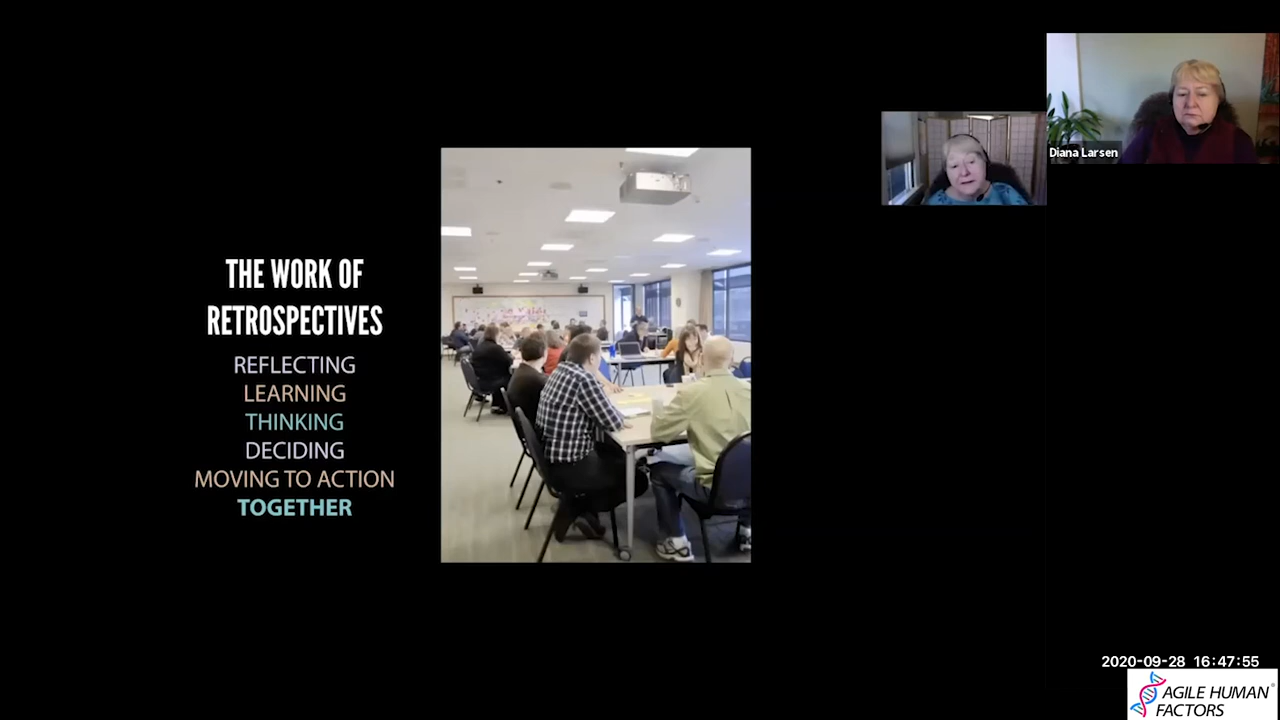 THE WORK OF
RETROSPECTIVES
REFLECTING
LEARNING
THINKING
DECIDING
MOVING TO ACTION
TOGETHER
Diana Larsen
2020-09-28 16:47:55
AGILE HUMAN
FACTORS